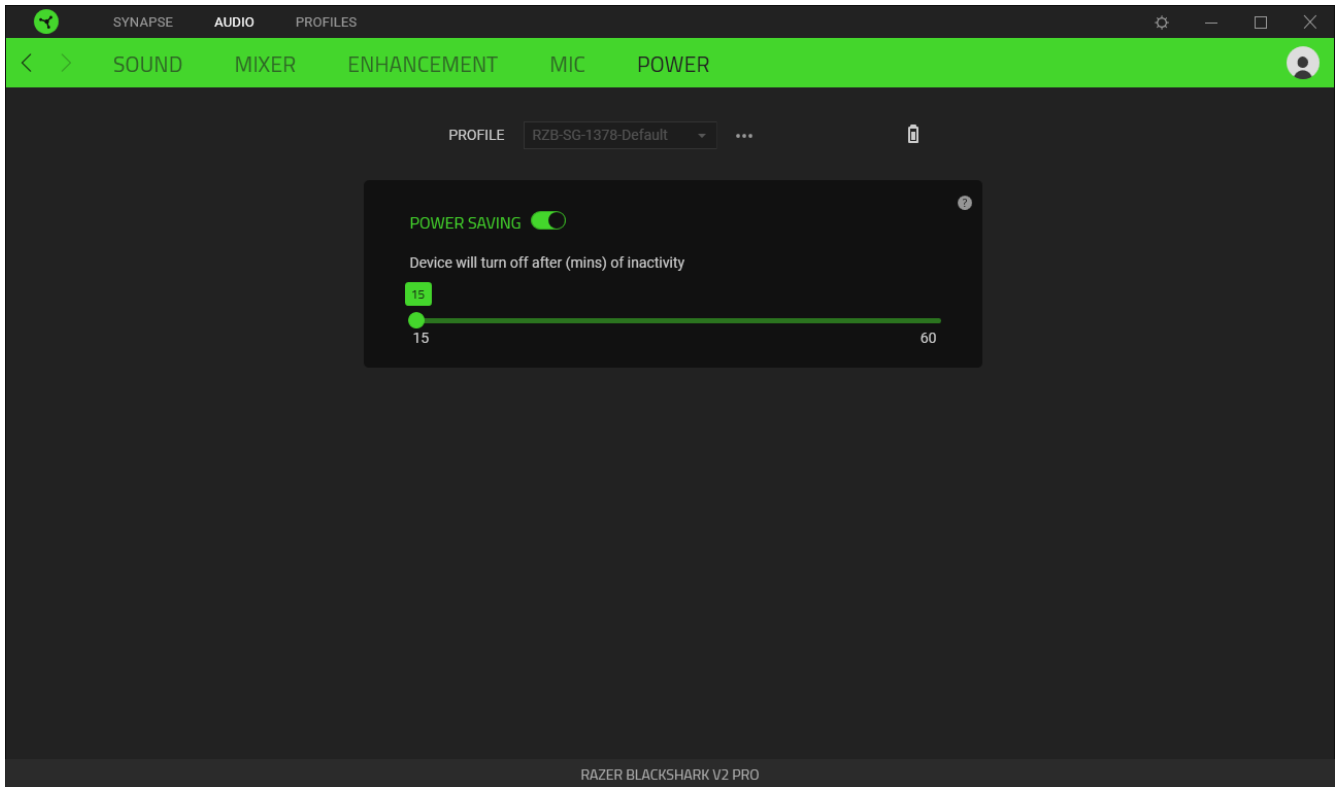 SYNAPSE AUDIO PROFILES
SOUND MIXER ENHANCEMENT MIC POWER
PROFILE RZB-SG-1378-Default
POWER SAVING
?
Device will turn off after (mins) of inactivity
15
15 60
RAZER BLACKSHARK V2 PRO